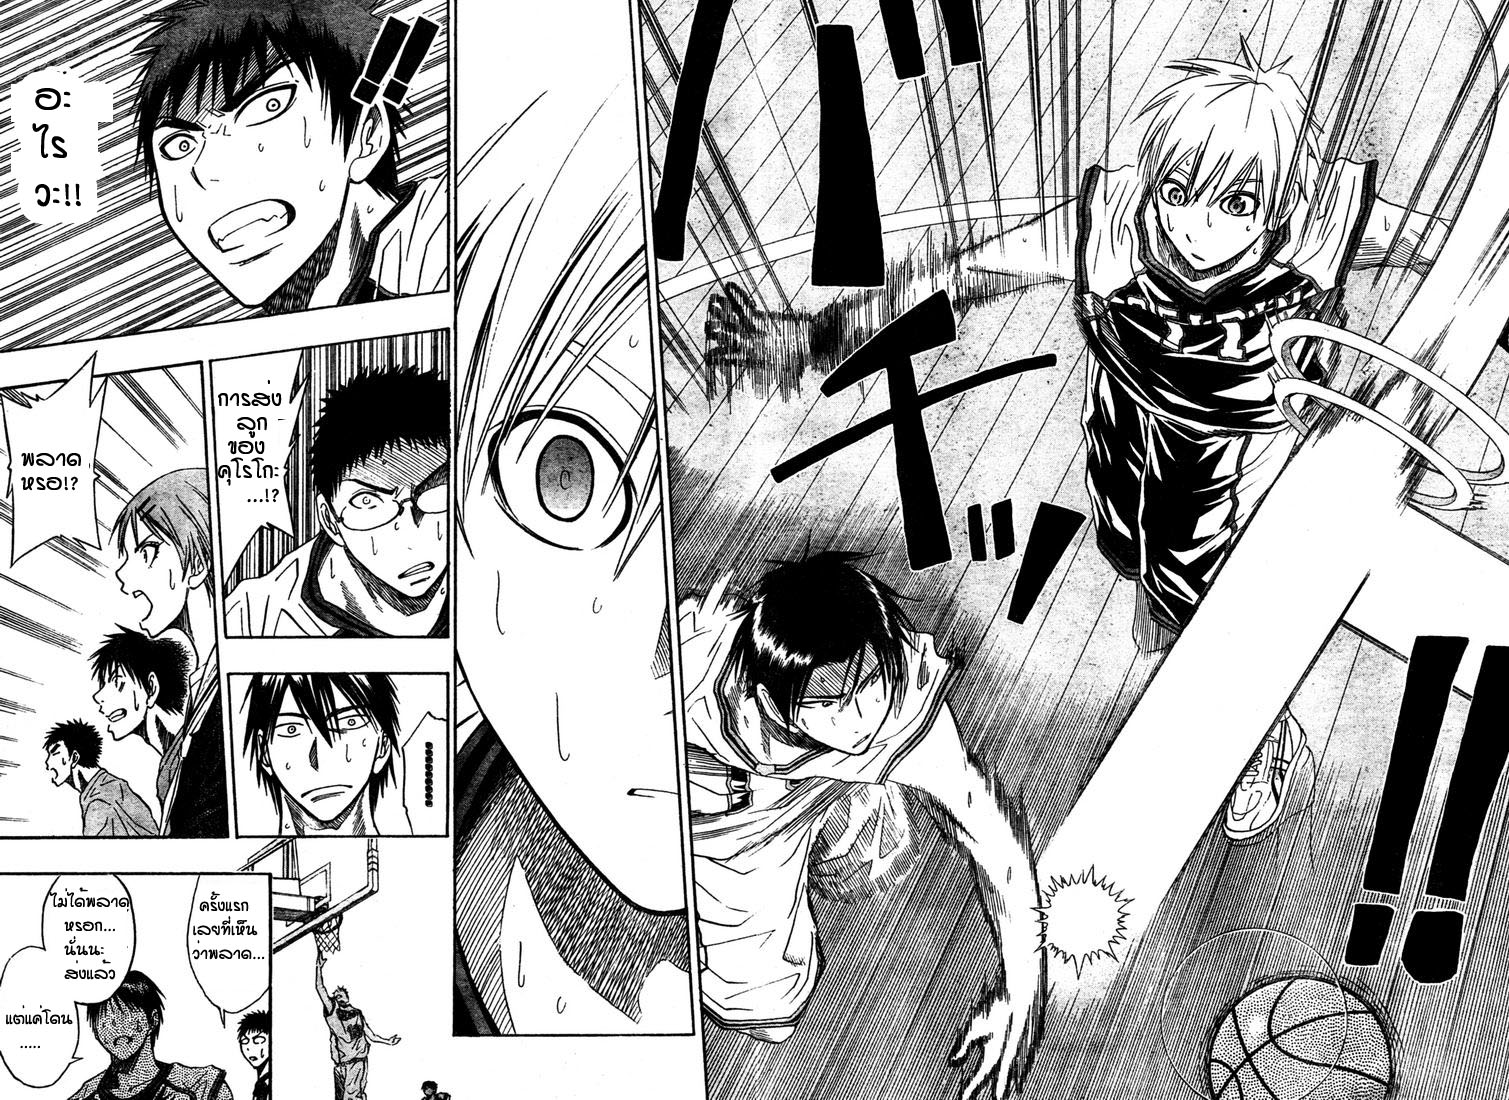 バ
チ
ッ
!!
!!
อะ
ไร
วะ!!
การส่ง
ลูก
ของ
คุโรโกะ
...!?
พลาด
หรอ!?
.........
ครั้งแรก
เลยที่เห็น
ว่าพลาด...
ไม่ได้พลาด
หรอก...
นั่นนะ
ส่งแล้ว
แต่แค่โดน
.....